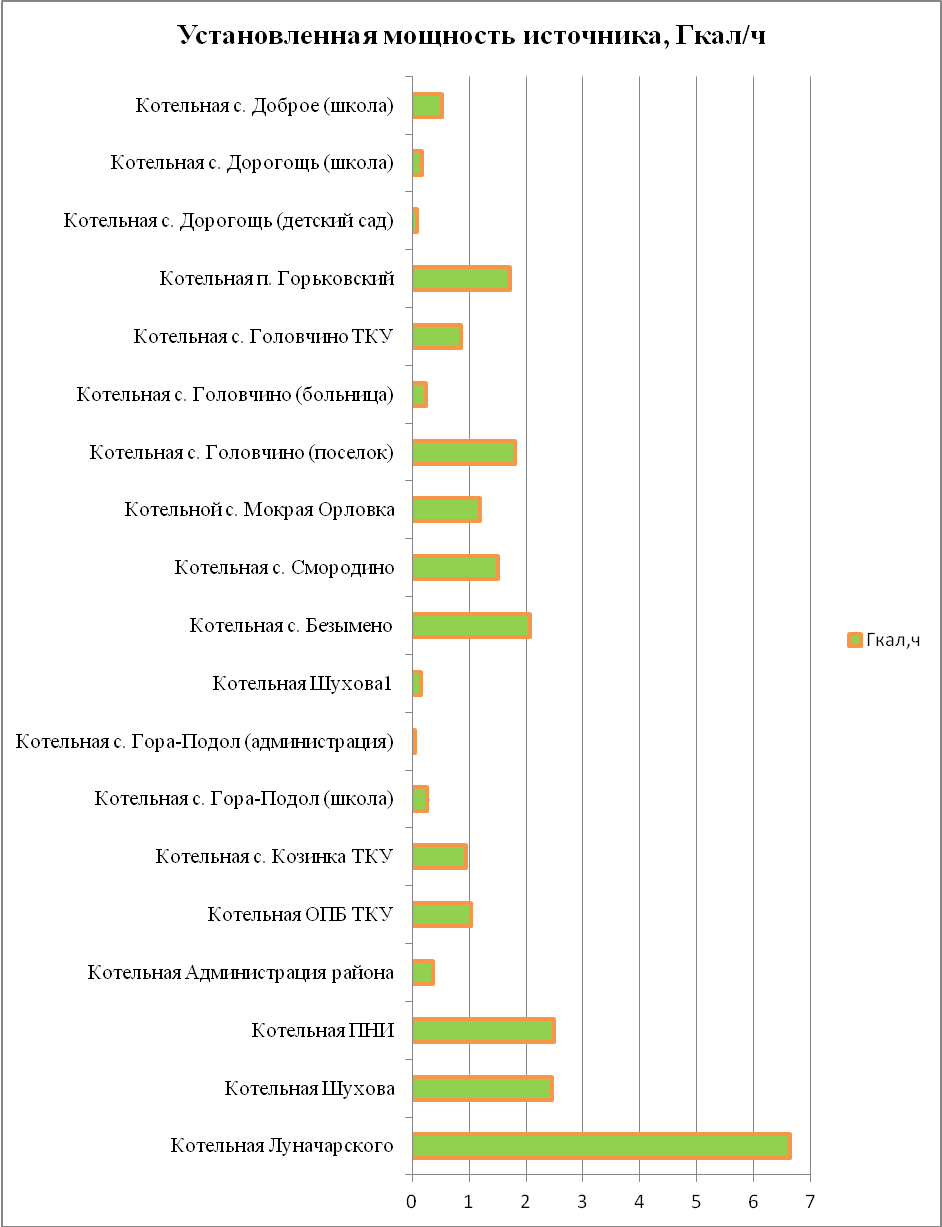 Установленная мощность источника, Гкал/ч
Котельная с. Доброе (школа)
Котельная с. Дорогощь (школа)
Котельная с. Дорогощь (детский сад)
Котельная п. Горьковский
Котельная с. Головчино ТКУ
Котельная с. Головчино (больница)
Котельная с. Головчино (поселок)
Котельной с. Мокрая Орловка
Котельная с. Смородино
Котельная с. Безымено
Котельная Шухова1
Котельная с. Гора-Подол (администрация)
Котельная с. Гора-Подол (школа)
Котельная с. Козинка ТКУ
Котельная ОПБ ТКУ
Котельная Администрация района
Котельная ПНИ
Котельная Шухова
Котельная Луначарского
0 1 2 3 4 5 6 7
Гкал,ч